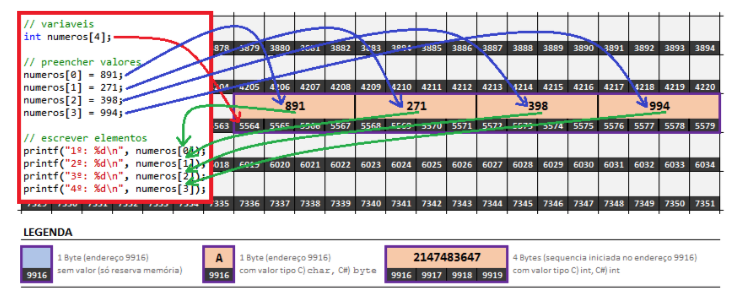 // variaveis
int numeros[4];
878 3879 3880 3881 3882 3883 3884 3885 3886 3887 3888 3889 3890 3891 3892 3893 3894
// preencher valores
numeros[0] = 891;
numeros[1] = 271;
4205 4206 4207 4208 4209 4210 4211 4212 4213 4214 4215 4216 4217 4218 4219 4220
numeros[2] = 398;
numeros[3] = 994;
891 271 398 994
563 5564 5565 5566 5567 5568 5569 5570 5571 5572 5573 5574 5575 5576 5577 5578 5579
// escrever elementos
printf("1º: %d\n", numeros[0]);
printf("2º: %d\n", numeros[1]);
018 6019 6020 6021 6022 6023 6024 6025 6026 6027 6028 6029 6030 6031 6032 6033 6034
printf("3º: %d\n", numeros[2]);
printf("4º: %d\n", numeros[3]);
7335 7336 7337 7338 7339 7340 7341 7342 7343 7344 7345 7346 7347 7348 7349 7350 7351
LEGENDA
1 Byte (endereço 9916)
sem valor (só reserva memória)
9916
A
9916
1 Byte (endereço 9916)
com valor tipo C) char, C#) byte
2147483647
9916 9917 9918 9919
4 Bytes (sequencia iniciada no endereço 9916)
com valor tipo C) int, C#) int